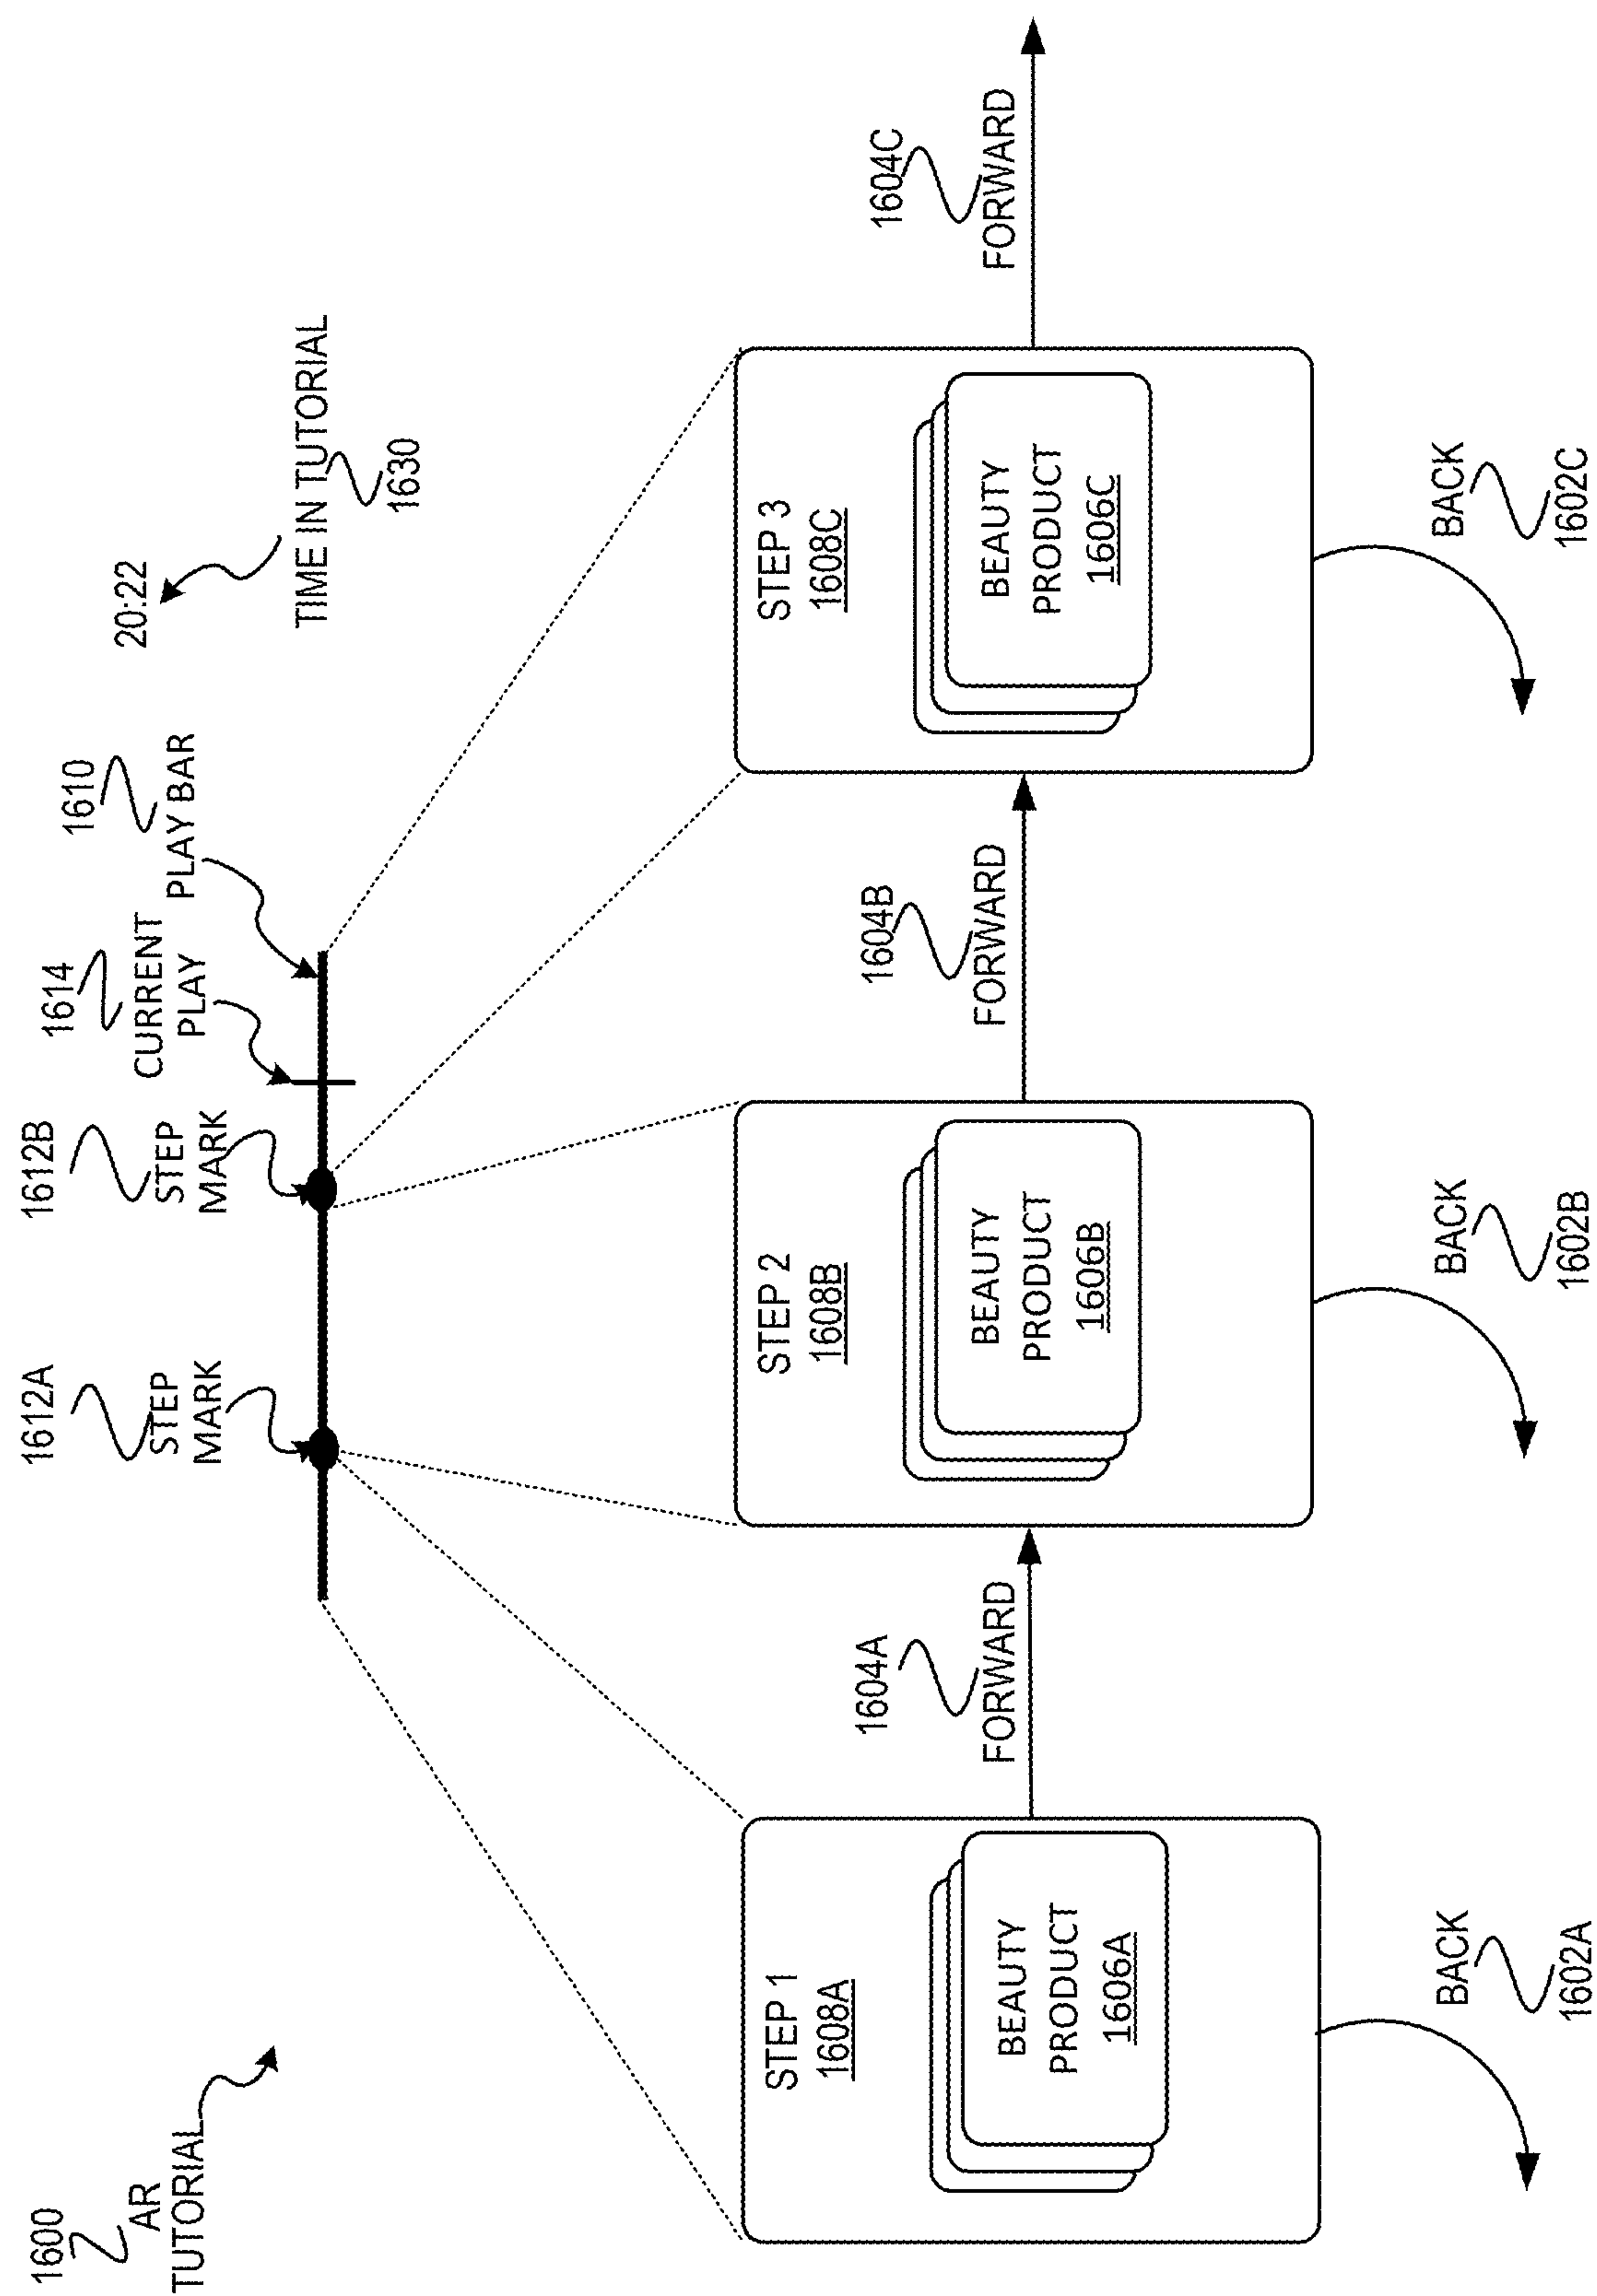 1600
AR
TUTORIAL
1612A
STEP
MARK
1612B
STEP
MARK
1614
CURRENT
PLAY
1610
PLAY BAR
20:22
TIME IN TUTORIAL
1630
STEP 1
1608A
BEAUTY
PRODUCT
1606A
1604A
FORWARD
STEP 2
1608B
BEAUTY
PRODUCT
1606B
1604B
FORWARD
STEP 3
1608C
BEAUTY
PRODUCT
1606C
1604C
FORWARD
BACK
1602A
BACK
1602B
BACK
1602C